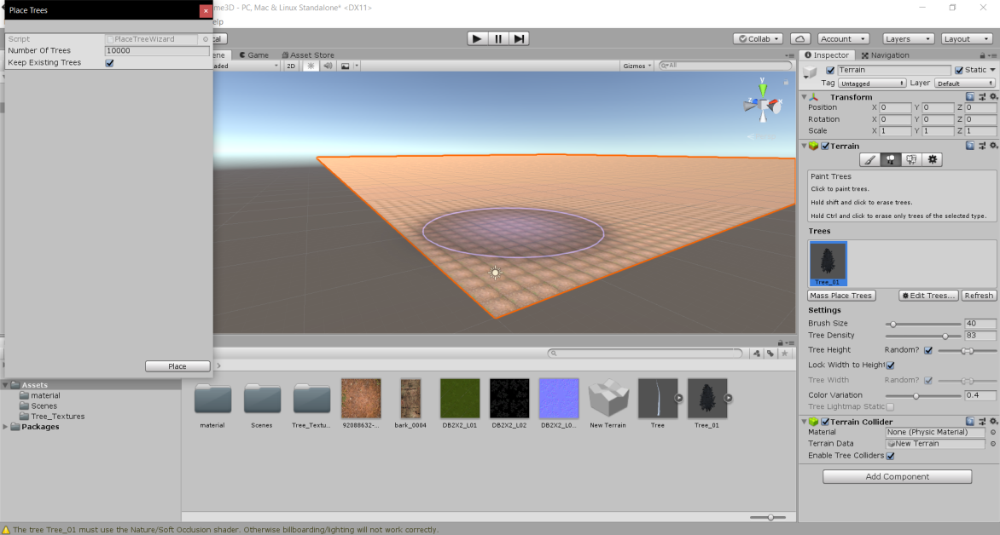 Place Trees
me3D - PC, Mac & Linux Standalone* <DX11>
elp
Script
PlaceTreeWizard
Number Of Trees
10000
Keep Existing Trees
Place
Collab
Account
Layers
Layout
Game
Asset Store
2D
Gizmos
All
y
x
z
Inspector
Navigation
Terrain
Static
Tag
Untagged
Layer
Default
Transform
Position X 0 Y 0 Z 0
Rotation X 0 Y 0 Z 0
Scale X 1 Y 1 Z 1
Terrain
Paint Trees
Click to paint trees.
Hold shift and click to erase trees.
Hold Ctrl and click to erase only trees of the selected type.
Trees
Tree_01
Mass Place Trees
Edit Trees...
Refresh
Settings
Brush Size 40
Tree Density 83
Tree Height Random?
Lock Width to Height
Tree Width Random?
Color Variation 0.4
Tree Lightmap Static
Terrain Collider
Material None (Physic Material)
Terrain Data New Terrain
Enable Tree Colliders
Add Component
Assets
material
Scenes
Tree_Textures
Packages
material
Scenes
Tree_Textu...
92088632-...
bark_0004
DB2X2_L01
DB2X2_L02
DB2X2_L0...
New Terrain
Tree
Tree_01
The tree Tree_01 must use the Nature/Soft Occlusion shader. Otherwise billboarding/lighting will not work correctly.